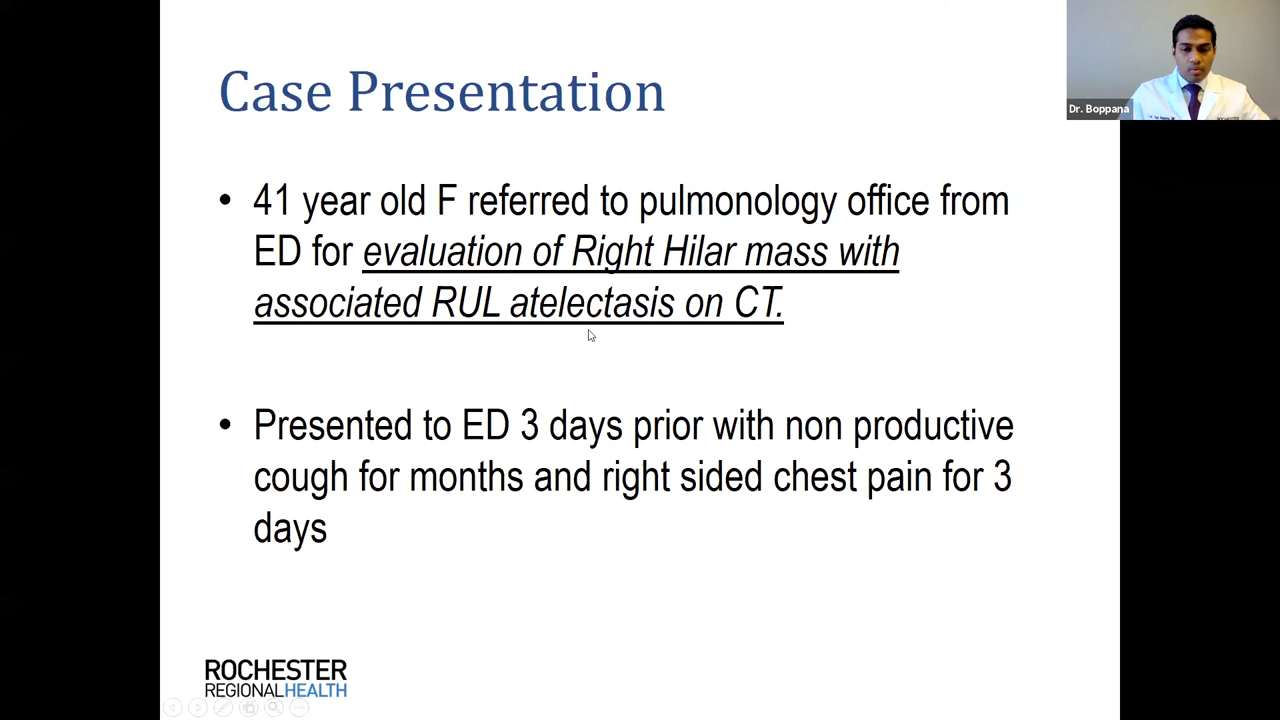 Case Presentation
Dr. Boppana
• 41 year old F referred to pulmonology office from
ED for evaluation of Right Hilar mass with
associated RUL atelectasis on CT.
• Presented to ED 3 days prior with non productive
cough for months and right sided chest pain for 3
days
ROCHESTER
REGIONALHEALTH